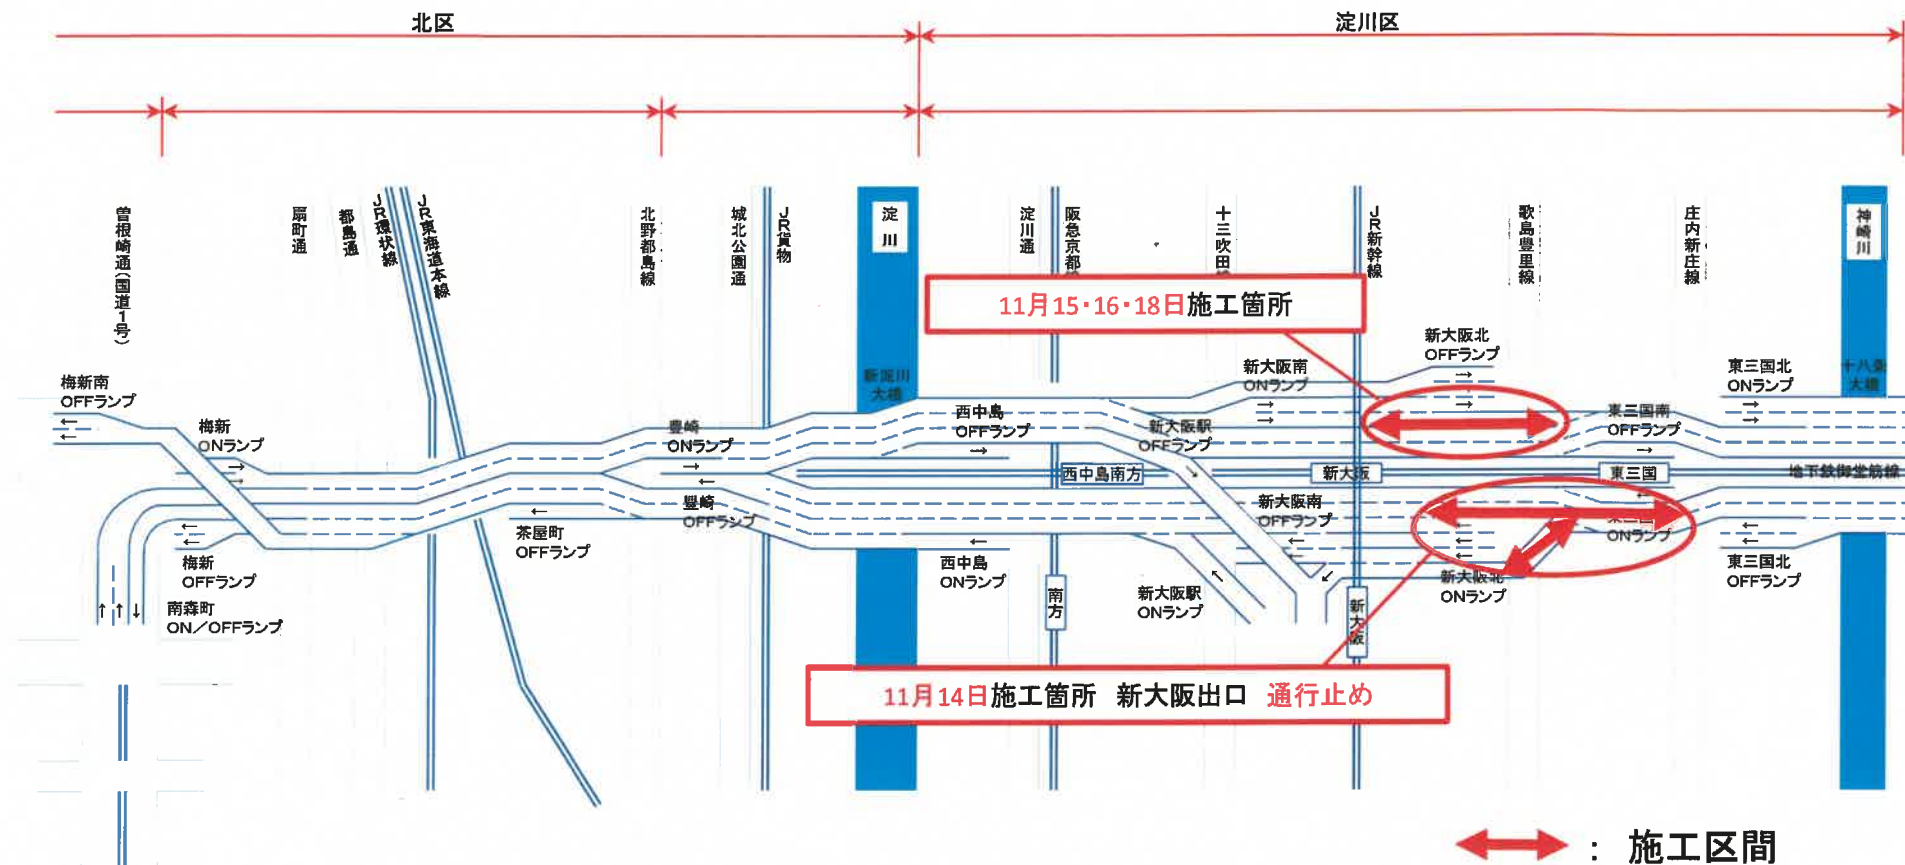 北区
淀川区
曽根崎通(国道1号)
扇町通
都島通
JR環状線
JR東海道本線
北野都島線
城北公園通
JR貨物
淀川
淀川通
阪急京都
十三吹田
JR新幹線
歌島豊里線
庄内新庄線
神崎川
11月15・16・18日施工箇所
新大阪北
OFFランプ
新大阪南
ONランプ
東三国北
ONランプ
十八条
大橋
新淀川
大橋
梅新南
OFFランプ
梅新
ONランプ
豊崎
ONランプ
西中島
OFFランプ
新大阪駅
OFFランプ
東三国南
OFFランプ
西中島南方
新大阪
東三国
地下鉄御堂筋線
豊崎
OFFランプ
新大阪南
OFFランプ
ONランプ
茶屋町
OFFランプ
梅新
OFFランプ
西中島
ONランプ
新大阪駅
ONランプ
新大阪北
ONランプ
東三国北
OFFランプ
南森町
ON/OFFランプ
南方
新大阪
11月14日施工箇所 新大阪出口 通行止め
: 施工区間